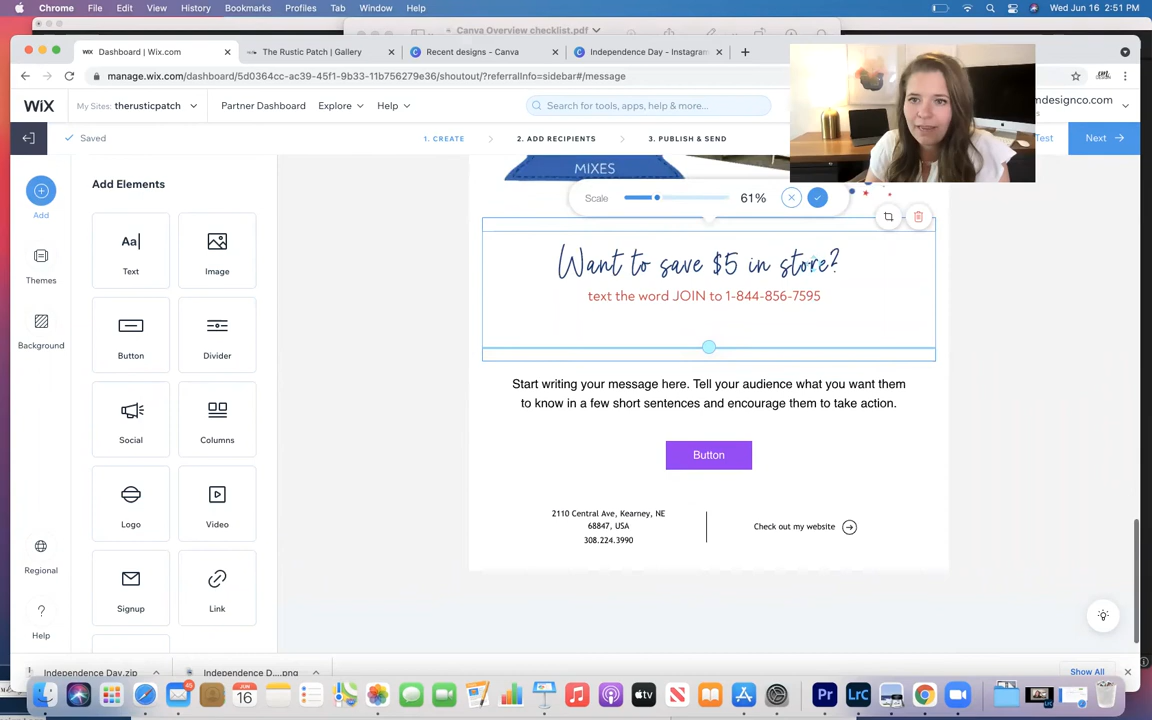 Chrome File Edit View History Bookmarks Profiles Tab Window Help Wed Jun 16 2:51 PM
Canva Overview checklist.pdf
Dashboard | Wix.com The Rustic Patch | Gallery Recent designs - Canva Independence Day - Instagram
manage.wix.com/dashboard/5d0364cc-ac39-45f1-9b33-11b756279e36/shoutout/?referralInfo=sidebar#/message
WIX My Sites: therusticpatch Partner Dashboard Explore Help Search for tools, apps, help & more... mdesignco.com
Saved 1. CREATE 2. ADD RECIPIENTS 3. PUBLISH & SEND Test Next
Add
Themes
Background
Regional
Help
Add Elements
Aa
Text
Image
Button
Divider
Social
Columns
Logo
Video
Signup
Link
MIXES
Scale 61%
Want to save $5 in store?
text the word JOIN to 1-844-856-7595
Start writing your message here. Tell your audience what you want them
to know in a few short sentences and encourage them to take action.
Button
2110 Central Ave, Kearney, NE
68847, USA
308.224.3990
Check out my website
Independence Day.zip Independence D....png Show All
45
JUN
16
tv
Pr
LrC